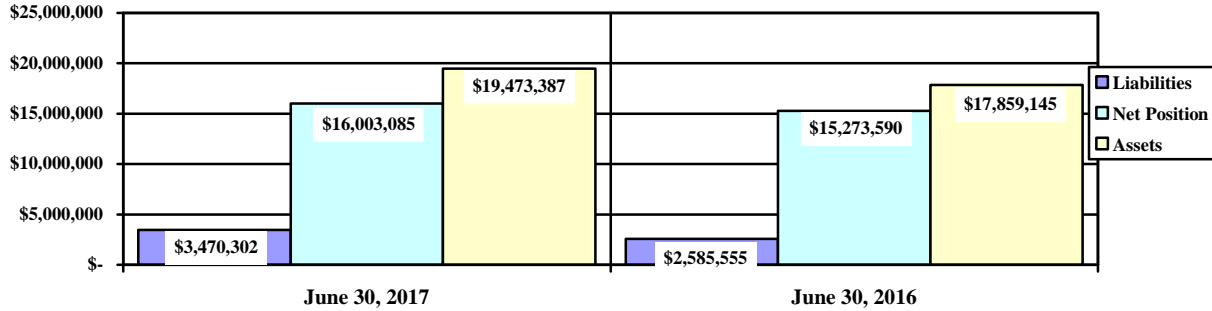 $25,000,000
$20,000,000
$15,000,000
$10,000,000
$5,000,000
$-
$3,470,302
$16,003,085
$19,473,387
$2,585,555
$15,273,590
$17,859,145
June 30, 2017
June 30, 2016
Liabilities
Net Position
Assets